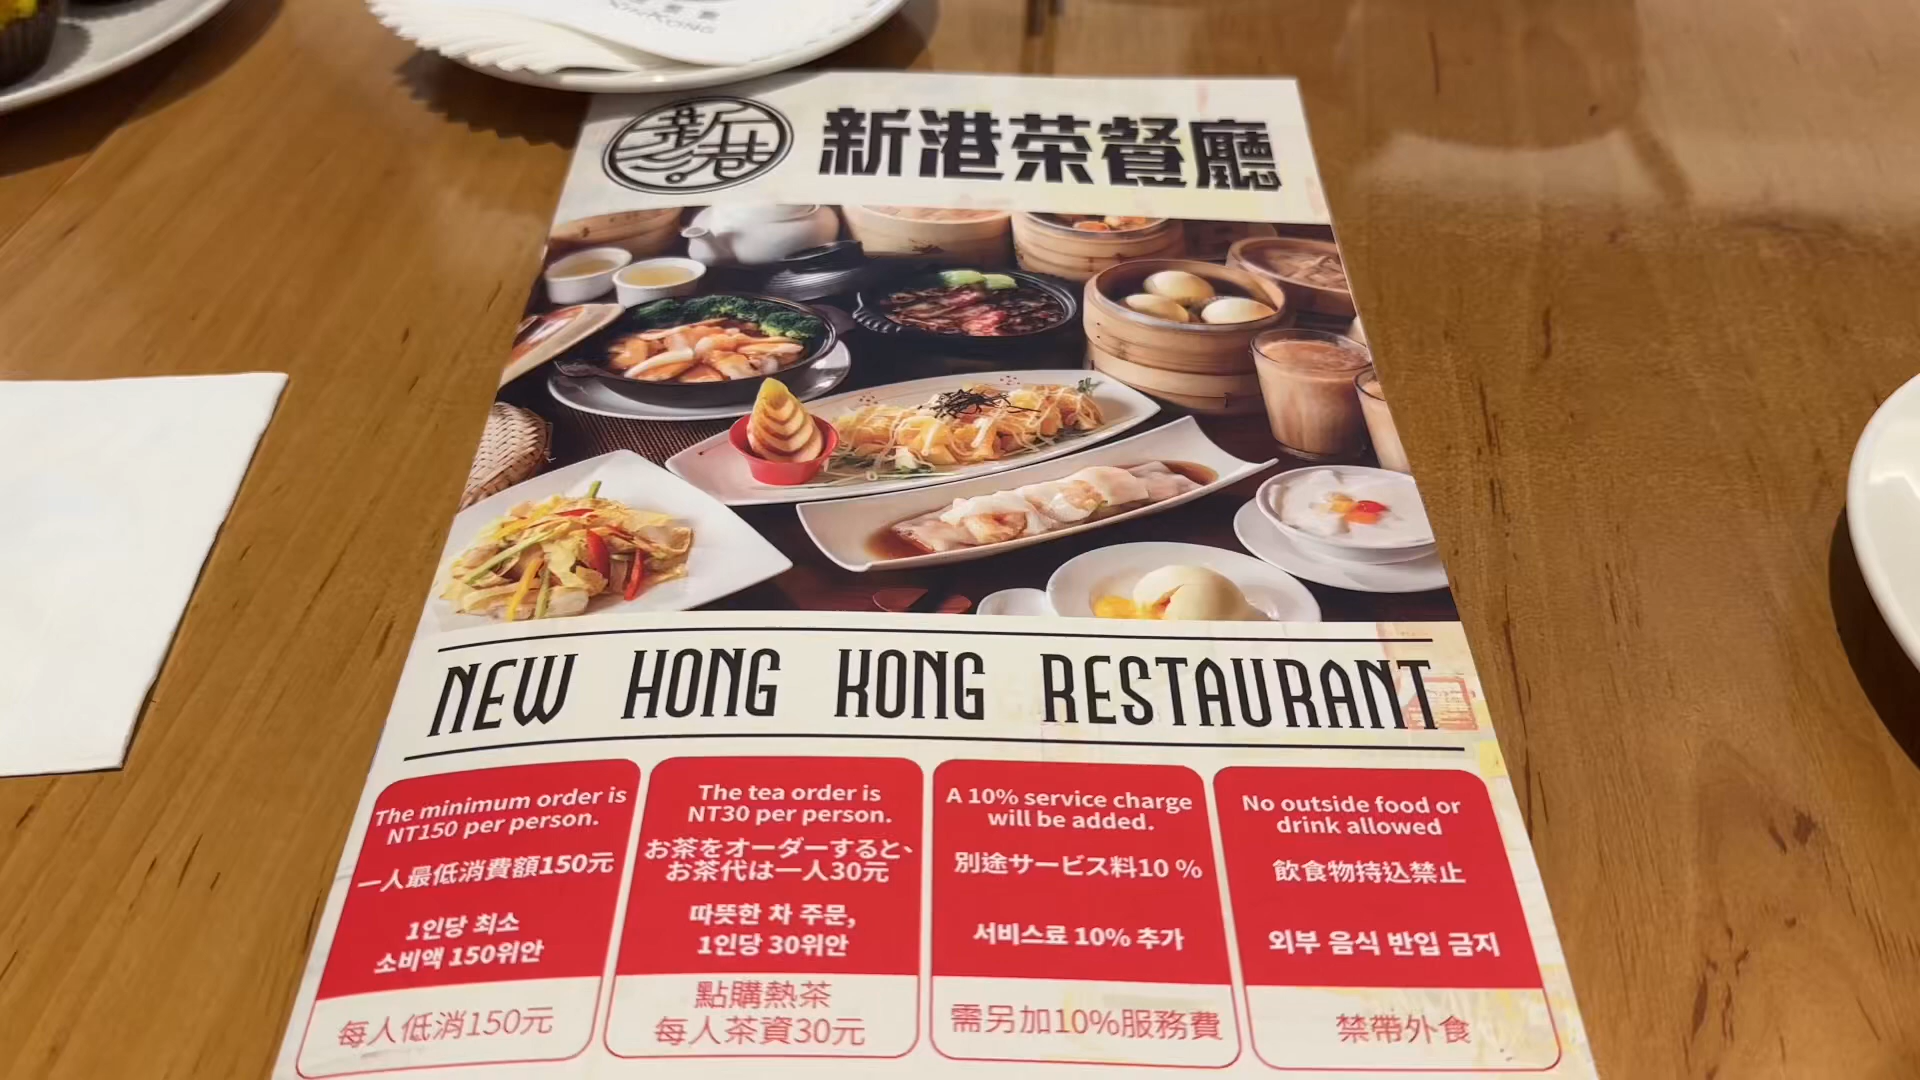 新港
新港茶餐廳
NEW HONG KONG RESTAURANT
The minimum order is
NT150 per person.
一人最低消費額150元
1인당 최소
소비액 150위안
每人低消150元
The tea order is
NT30 per person.
お茶をオーダーすると、
お茶代は一人30元
따뜻한 차 주문,
1인당 30위안
點購熱茶
每人茶資30元
A 10% service charge
will be added.
別途サービス料10 %
서비스료 10% 추가
需另加10%服務費
No outside food or
drink allowed
飲食物持込禁止
외부 음식 반입 금지
禁帶外食